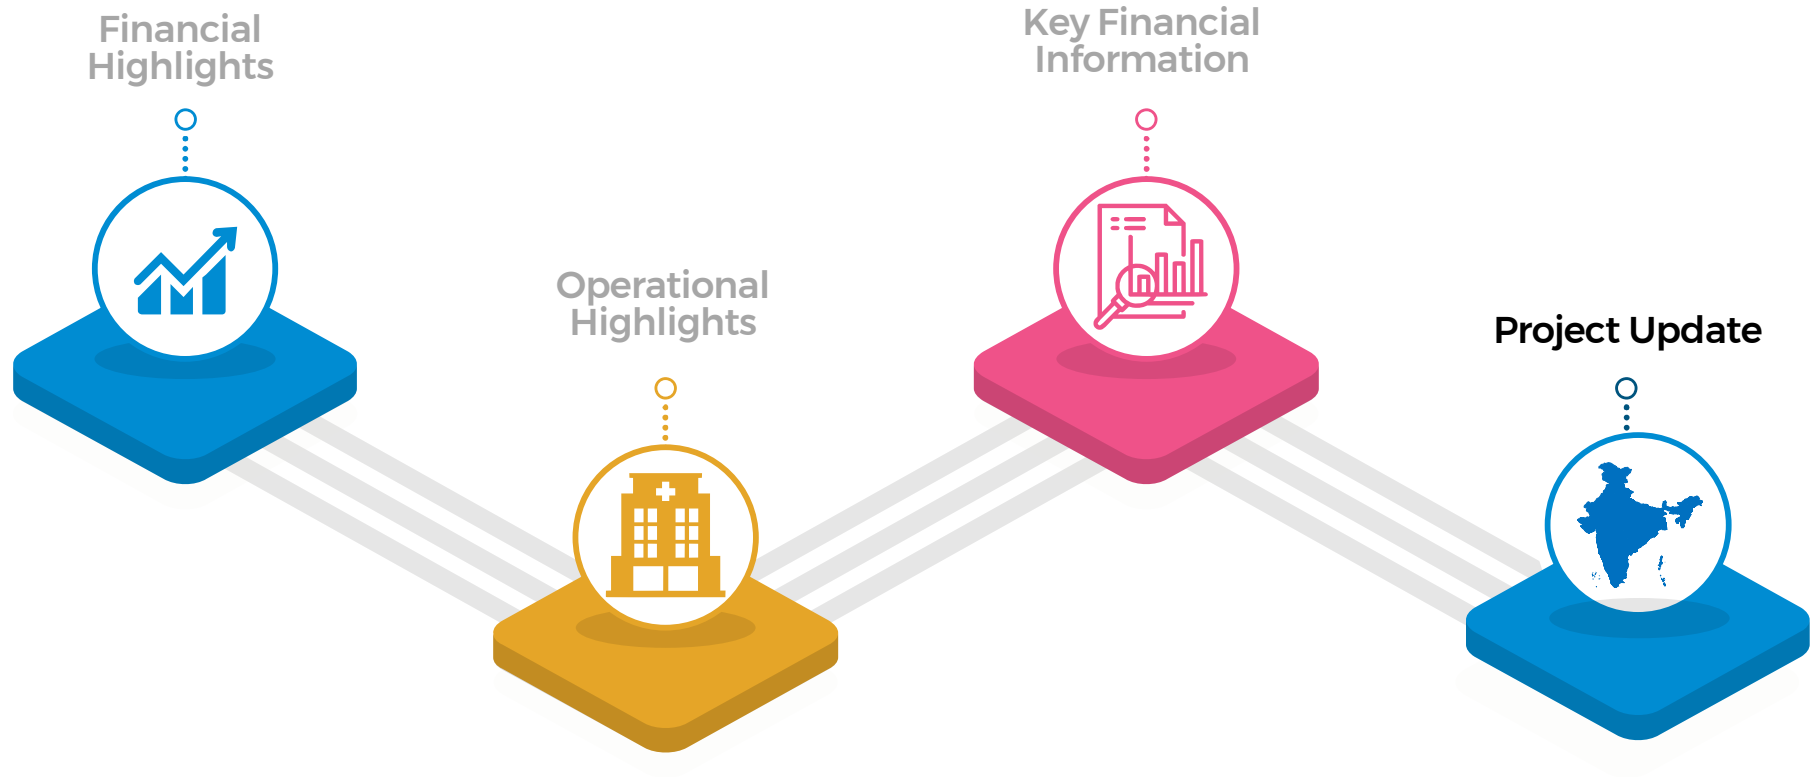 Financial
Highlights
Operational
Highlights
Key Financial
Information
Project Update